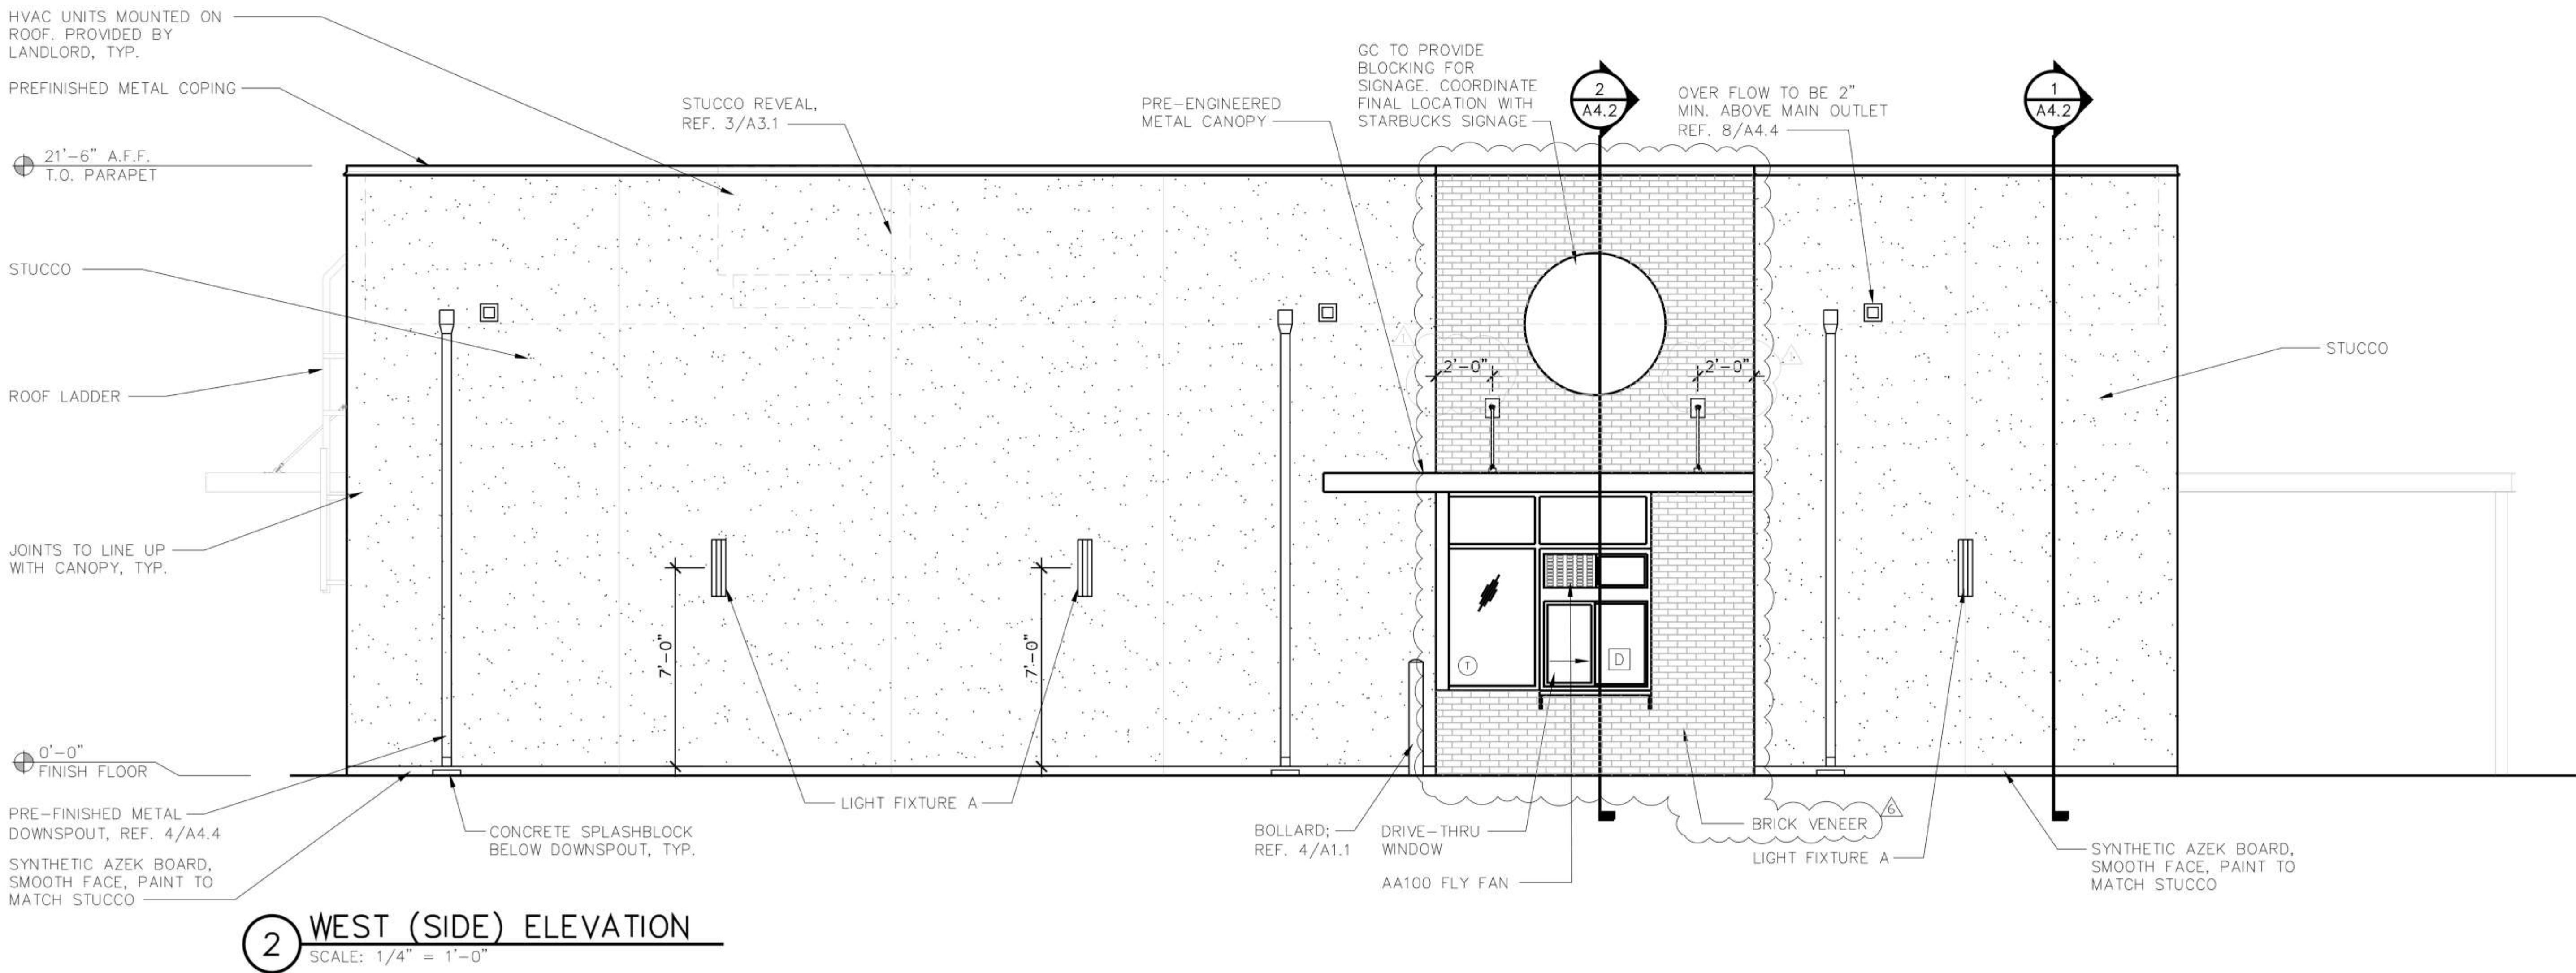 HVAC UNITS MOUNTED ON
ROOF. PROVIDED BY
LANDLORD, TYP.
PREFINISHED METAL COPING
21'-6" A.F.F.
T.O. PARAPET
STUCCO
ROOF LADDER
JOINTS TO LINE UP
WITH CANOPY, TYP.
0'-0"
FINISH FLOOR
PRE-FINISHED METAL
DOWNSPOUT, REF. 4/A4.4
SYNTHETIC AZEK BOARD,
SMOOTH FACE, PAINT TO
MATCH STUCCO
STUCCO REVEAL,
REF. 3/A3.1
PRE-ENGINEERED
METAL CANOPY
GC TO PROVIDE
BLOCKING FOR
SIGNAGE. COORDINATE
FINAL LOCATION WITH
STARBUCKS SIGNAGE
2
A4.2
OVER FLOW TO BE 2"
MIN. ABOVE MAIN OUTLET
REF. 8/A4.4
1
A4.2
STUCCO
2'-0"
2'-0"
7'-0"
7'-0"
T
D
CONCRETE SPLASHBLOCK
BELOW DOWNSPOUT, TYP.
LIGHT FIXTURE A
BOLLARD;
REF. 4/A1.1
DRIVE-THRU
WINDOW
AA100 FLY FAN
BRICK VENEER
6
LIGHT FIXTURE A
SYNTHETIC AZEK BOARD,
SMOOTH FACE, PAINT TO
MATCH STUCCO
2
WEST (SIDE) ELEVATION
SCALE: 1/4" = 1'-0"